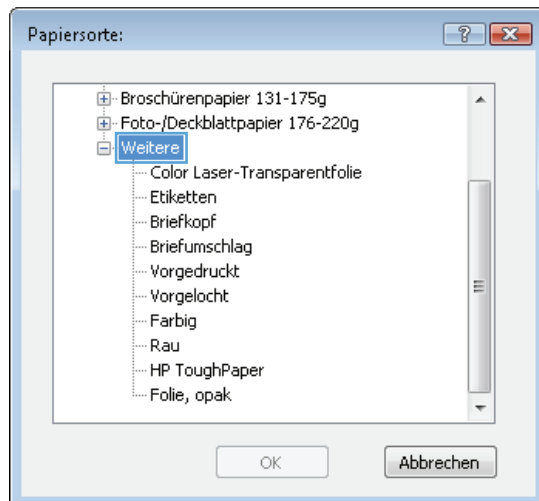 Papiersorte:
Broschürenpapier 131-175g
Foto-/Deckblattpapier 176-220g
Weitere
Color Laser-Transparentfolie
Etiketten
Briefkopf
Briefumschlag
Vorgedruckt
Vorgelocht
Farbig
Rau
HP ToughPaper
Folie, opak
OK
Abbrechen